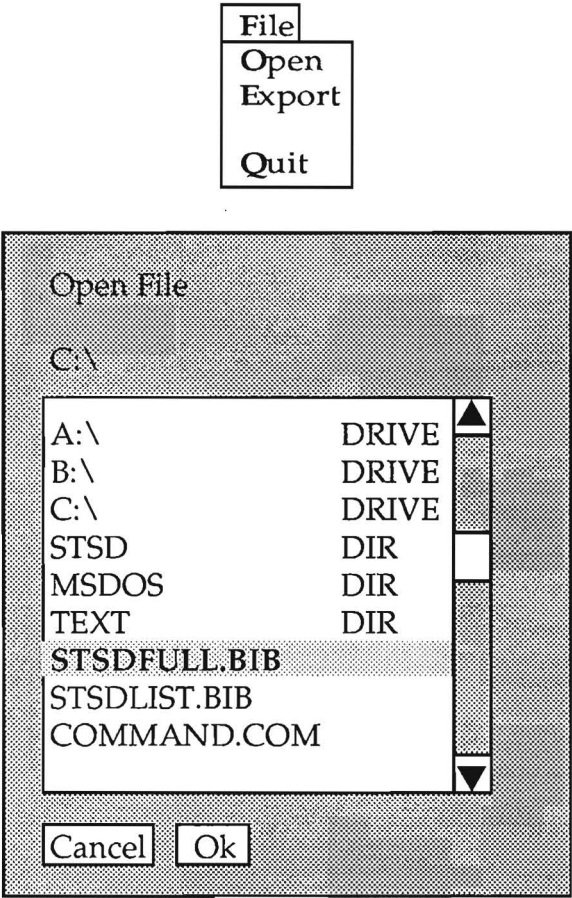 File
Open
Export
Quit
Open File
C:\
A:\ DRIVE
B:\ DRIVE
C:\ DRIVE
STSD DIR
MSDOS DIR
TEXT DIR
STSDFULL.BIB
STSDLIST.BIB
COMMAND.COM
Cancel Ok